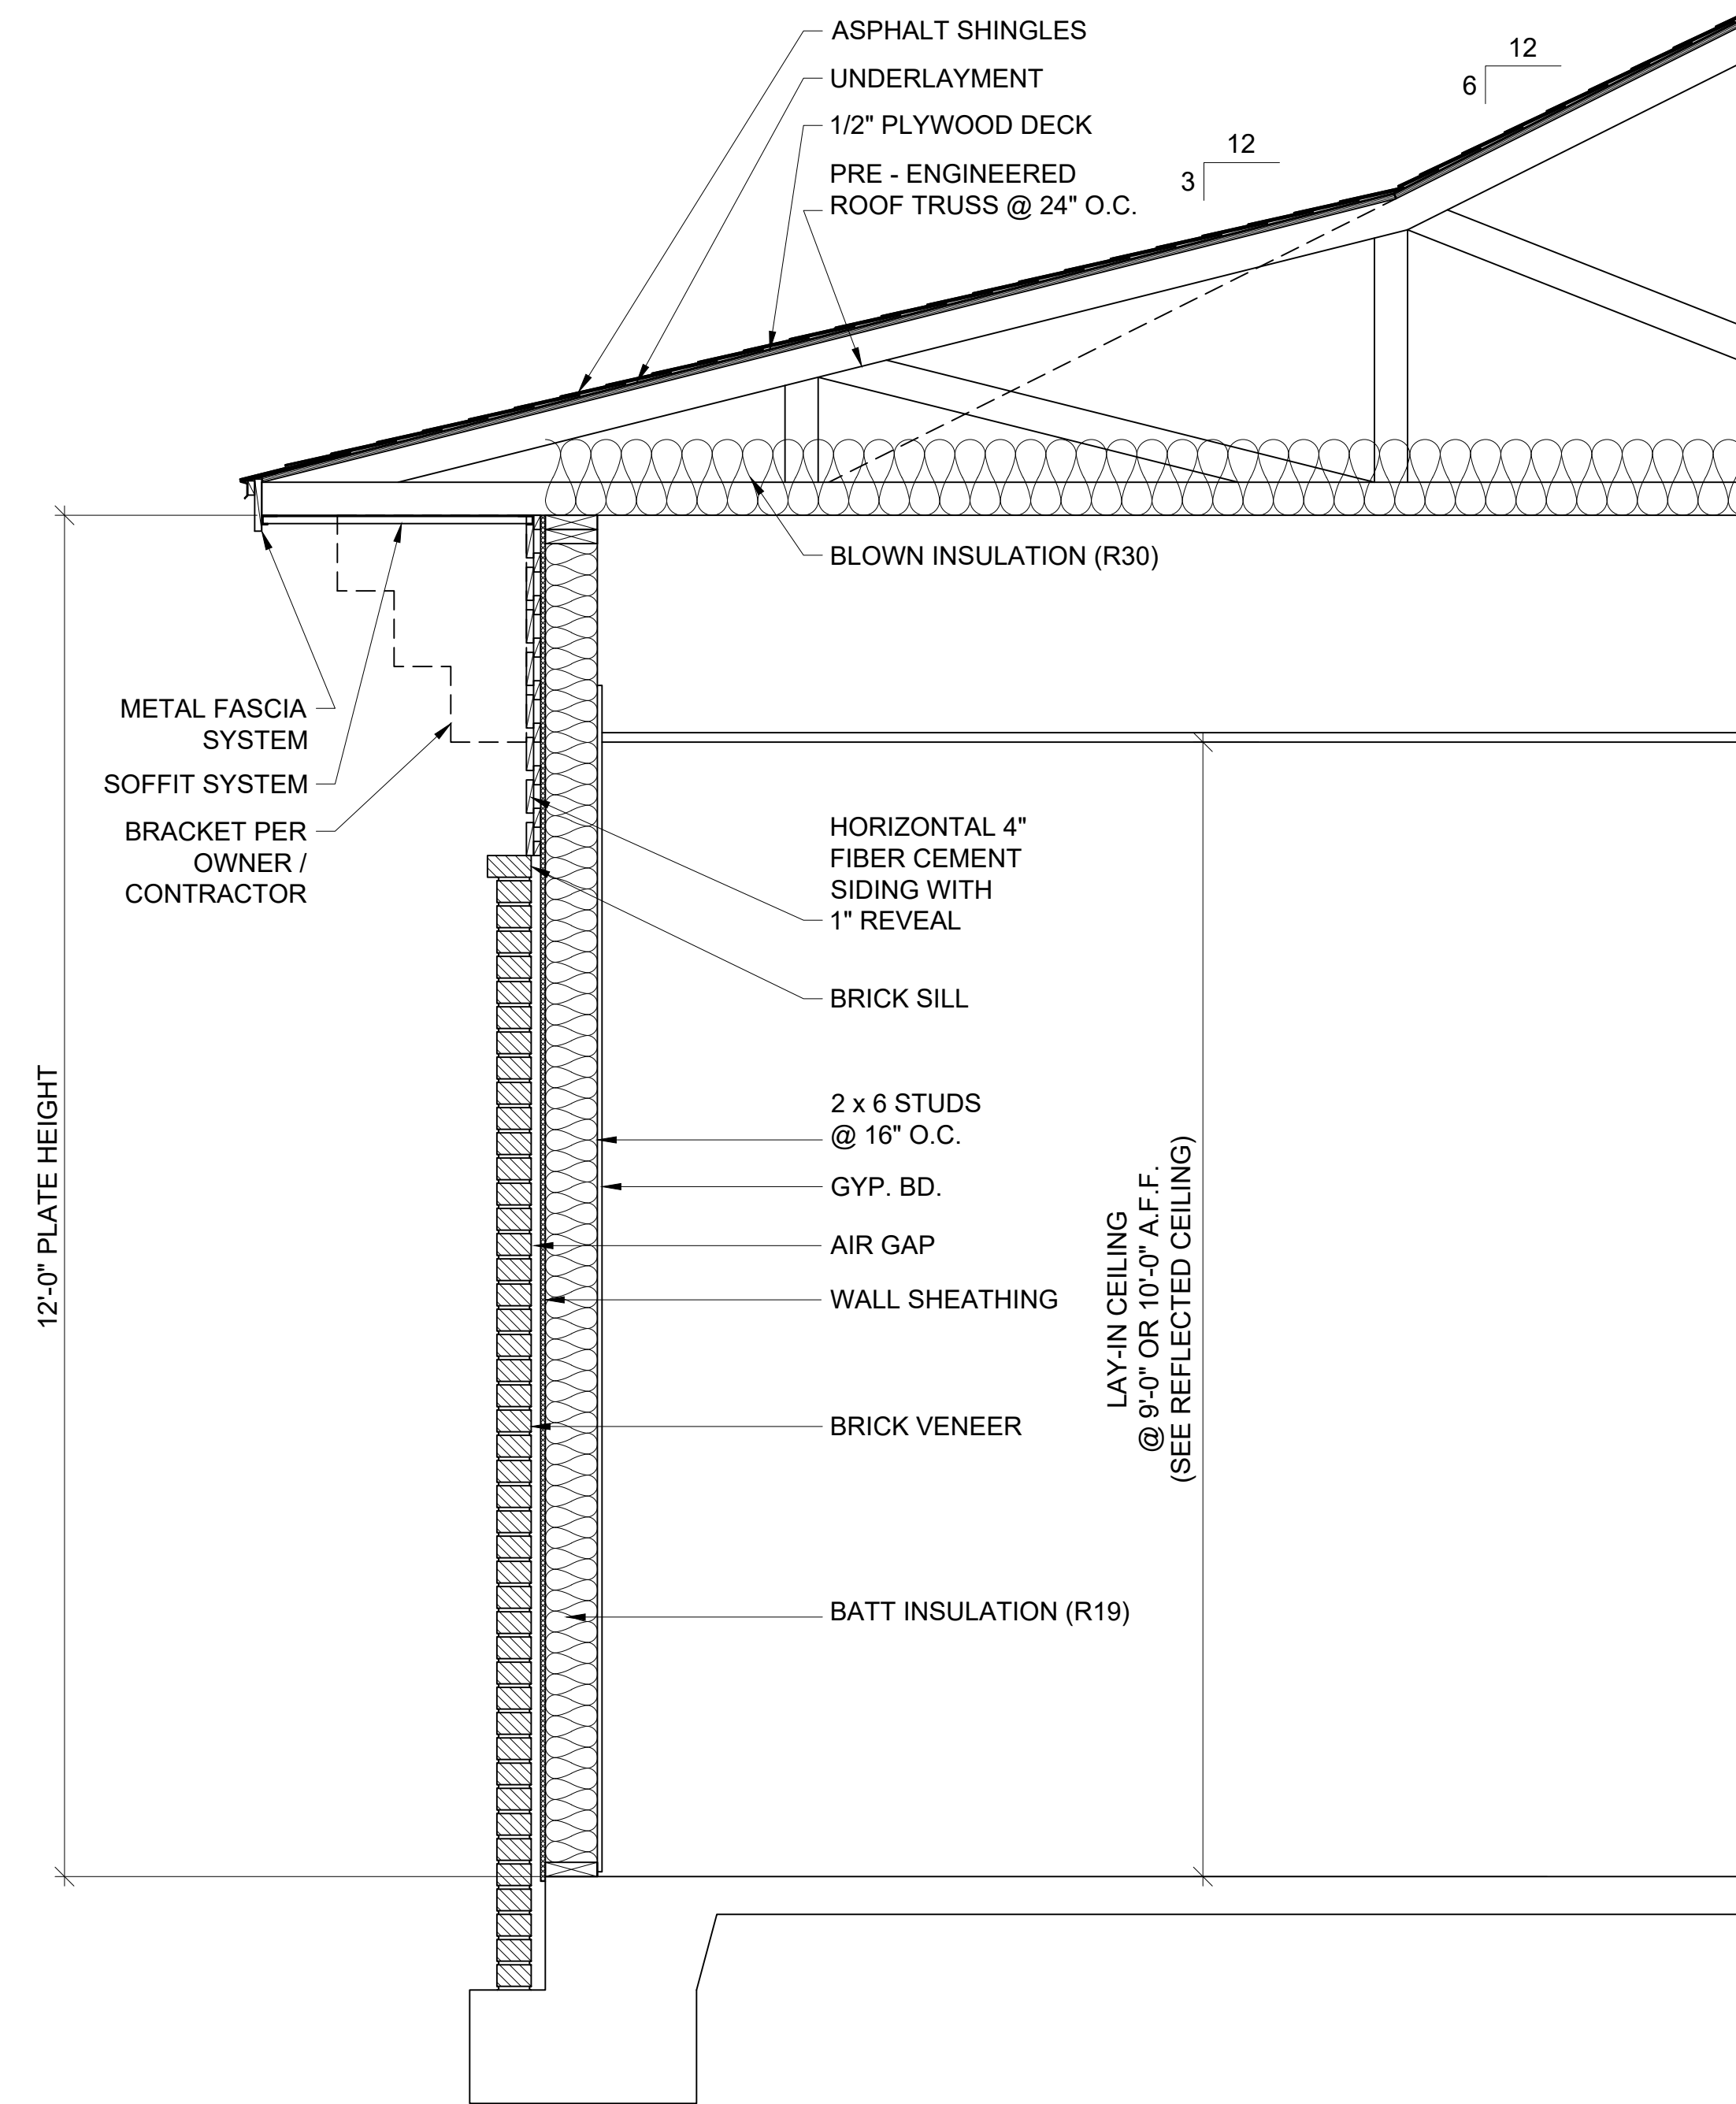 ASPHALT SHINGLES
UNDERLAYMENT
1/2" PLYWOOD DECK
PRE - ENGINEERED
ROOF TRUSS @ 24" O.C.
12
6
12
3
BLOWN INSULATION (R30)
METAL FASCIA
SYSTEM
SOFFIT SYSTEM
BRACKET PER
OWNER /
CONTRACTOR
HORIZONTAL 4"
FIBER CEMENT
SIDING WITH
1" REVEAL
BRICK SILL
2 x 6 STUDS
@ 16" O.C.
GYP. BD.
AIR GAP
WALL SHEATHING
BRICK VENEER
BATT INSULATION (R19)
12'-0" PLATE HEIGHT
LAY-IN CEILING
@ 9'-0" OR 10'-0" A.F.F.
(SEE REFLECTED CEILING)